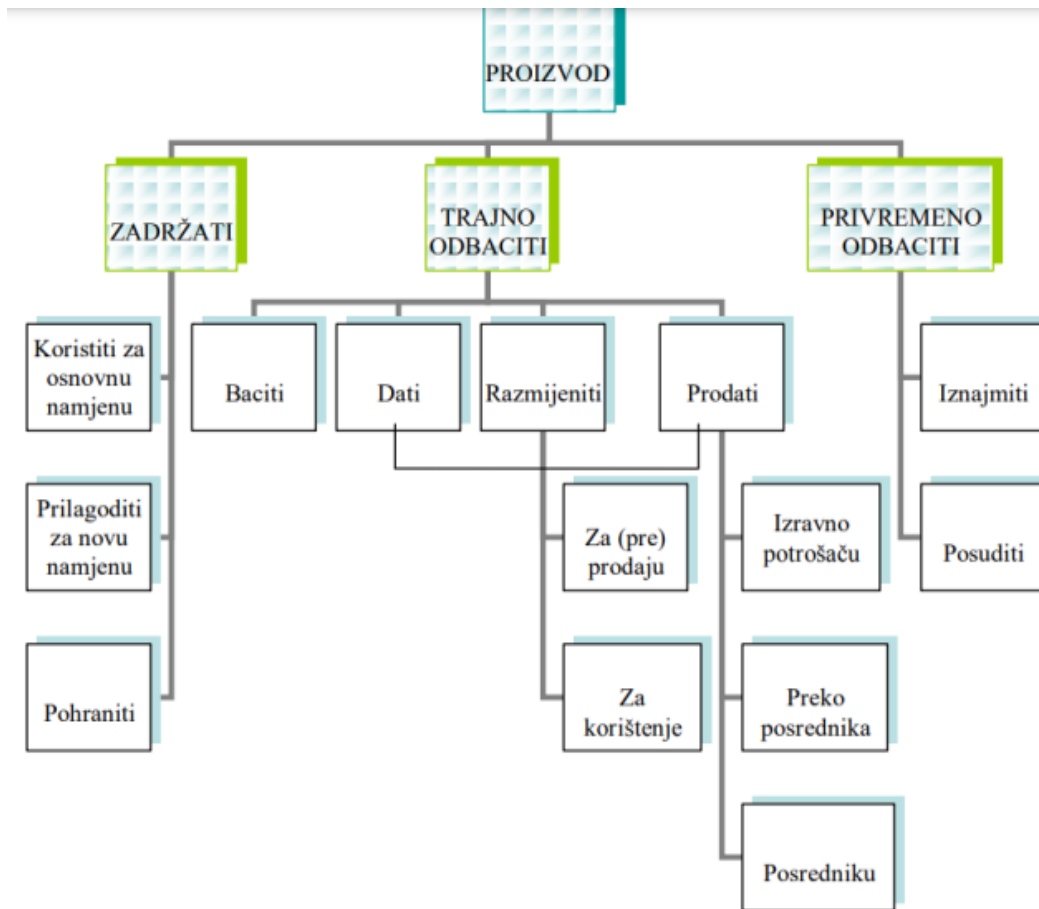 PROIZVOD
ZADRŽATI
TRAJNO
ODBACITI
PRIVREMENO
ODBACITI
Koristiti za
osnovnu
namjenu
Baciti
Dati
Razmijeniti
Prodati
Iznajmiti
Prilagoditi
za novu
namjenu
Za (pre)
prodaju
Izravno
potrošaču
Posuditi
Pohraniti
Za
korištenje
Preko
posrednika
Posredniku